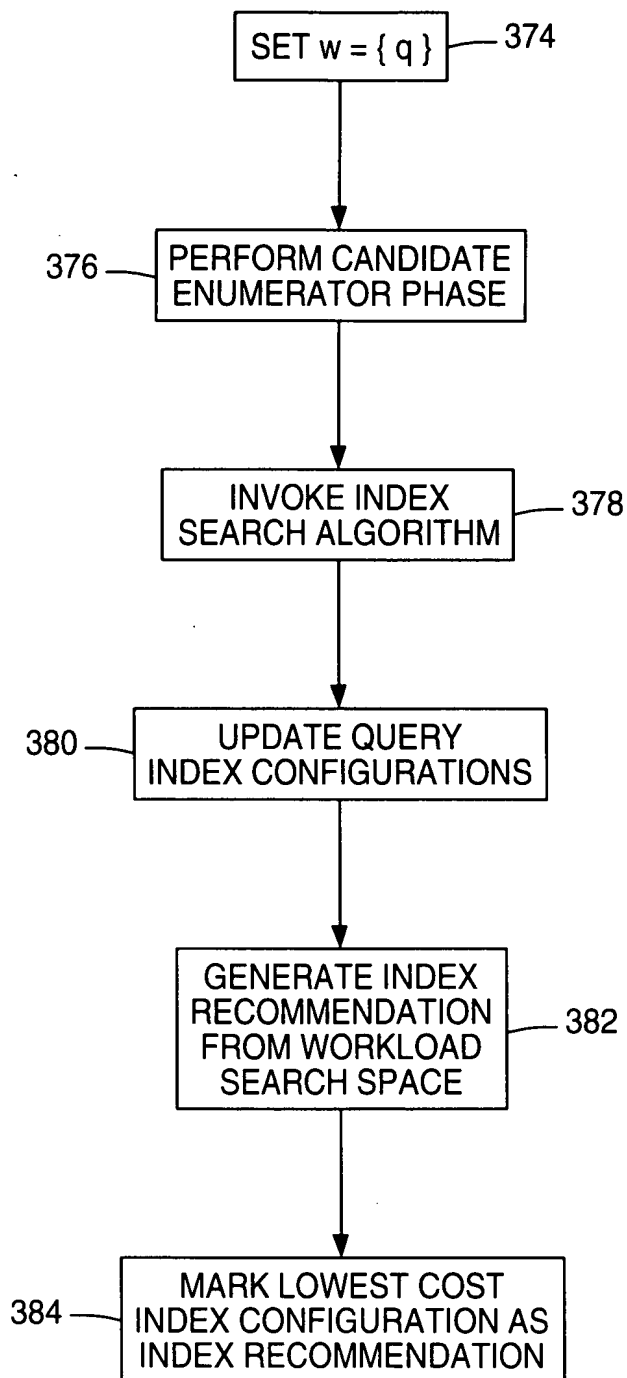 SET w = { q }
374
376
PERFORM CANDIDATE
ENUMERATOR PHASE
INVOKE INDEX
SEARCH ALGORITHM
378
380
UPDATE QUERY
INDEX CONFIGURATIONS
GENERATE INDEX
RECOMMENDATION
FROM WORKLOAD
SEARCH SPACE
382
384
MARK LOWEST COST
INDEX CONFIGURATION AS
INDEX RECOMMENDATION